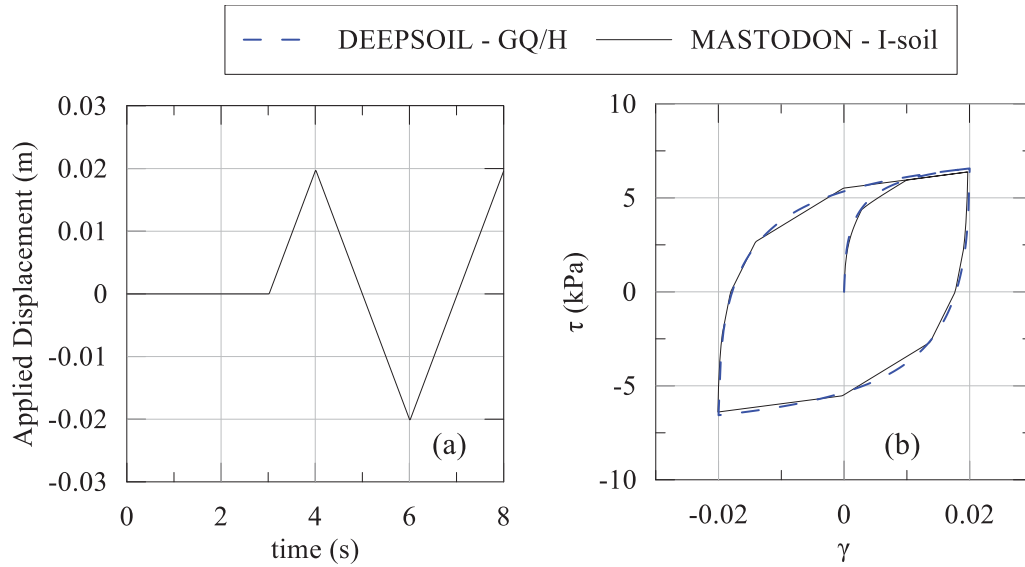 DEEPSOIL - GQ/H
MASTODON - I-soil
Applied Displacement (m)
0.03
0.02
0.01
0
-0.01
-0.02
-0.03
0 2 4 6 8
time (s)
(a)
τ (kPa)
10
5
0
-5
-10
-0.02 0 0.02
γ
(b)